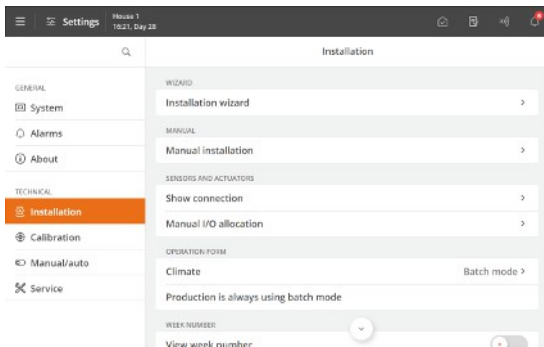 Settings
House 1
16:21, Day 28
Installation
GENERAL
System
Alarms
About
TECHNICAL
Installation
Calibration
Manual/auto
Service
WIZARD
Installation wizard
MANUAL
Manual installation
SENSORS AND ACTUATORS
Show connection
Manual I/O allocation
OPERATION FORM
Climate Batch mode
Production is always using batch mode
WEEK NUMBER
View week number